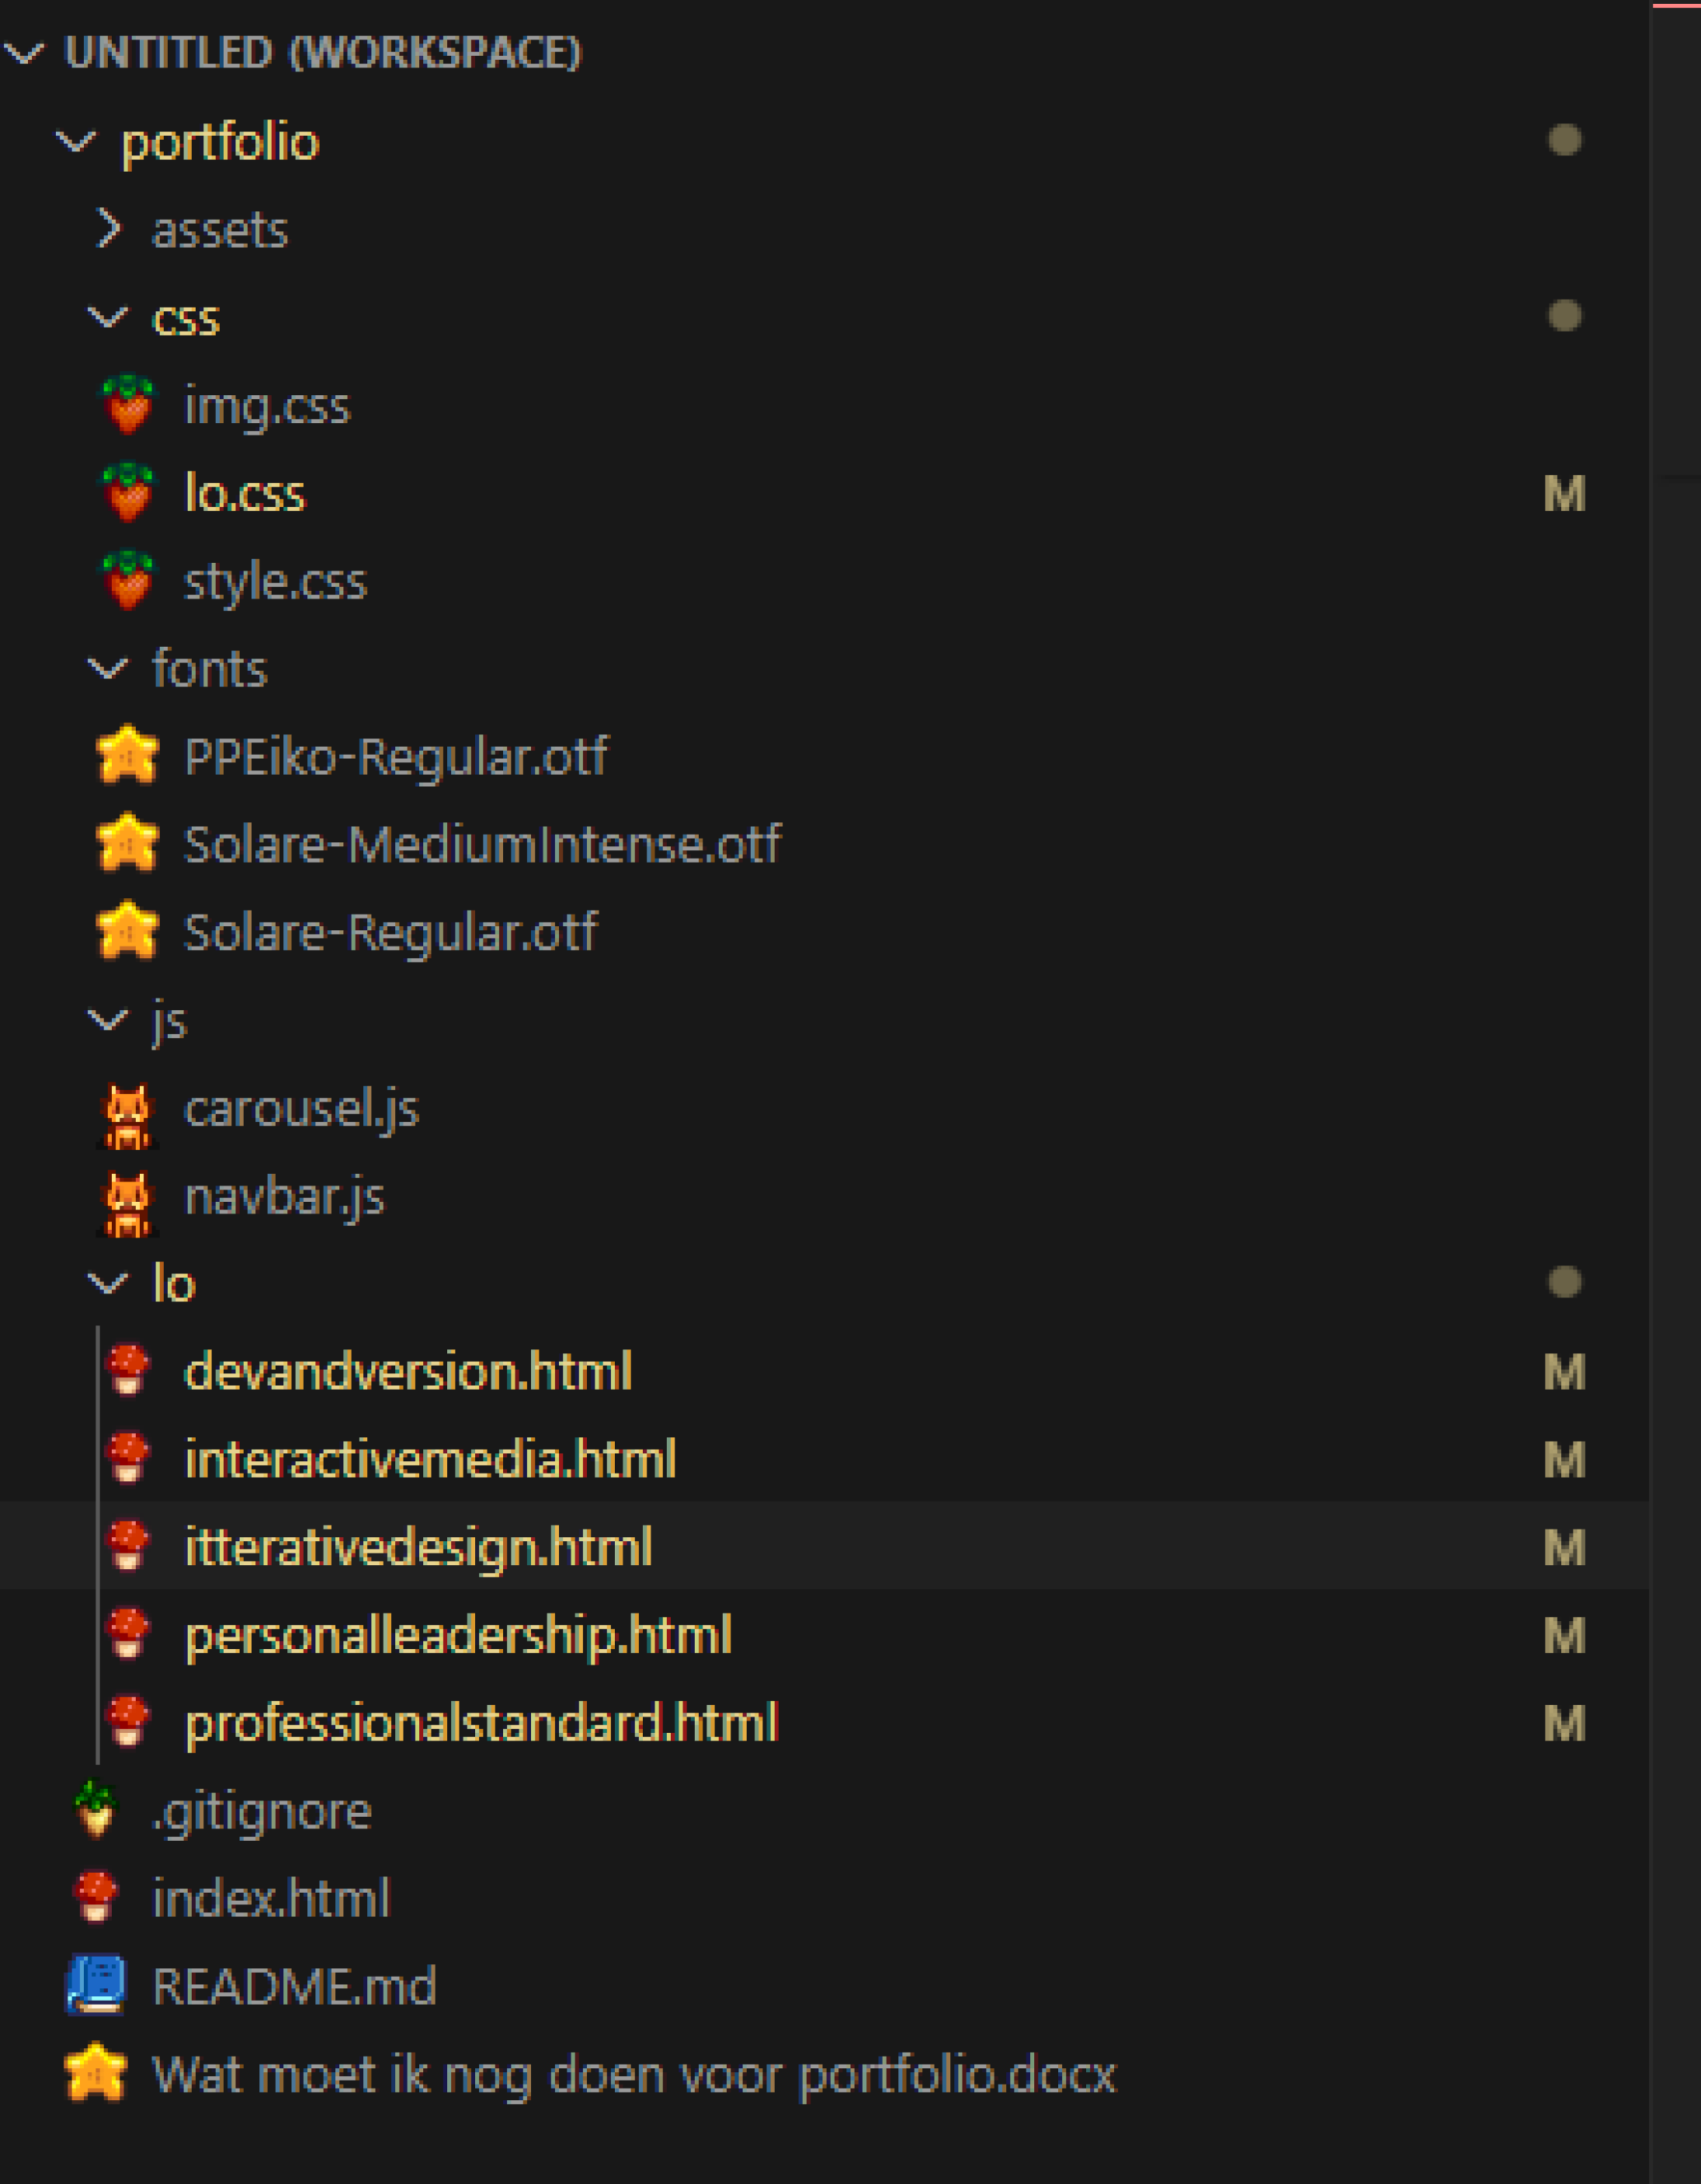 UNTITLED (WORKSPACE)
portfolio
assets
css
img.css
lo.css M
style.css
fonts
PPEiko-Regular.otf
Solare-MediumIntense.otf
Solare-Regular.otf
js
carousel.js
navbar.js
lo
devandversion.html M
interactivemedia.html M
itterativedesign.html M
personalleadership.html M
professionalstandard.html M
.gitignore
index.html
README.md
Wat moet ik nog doen voor portfolio.docx